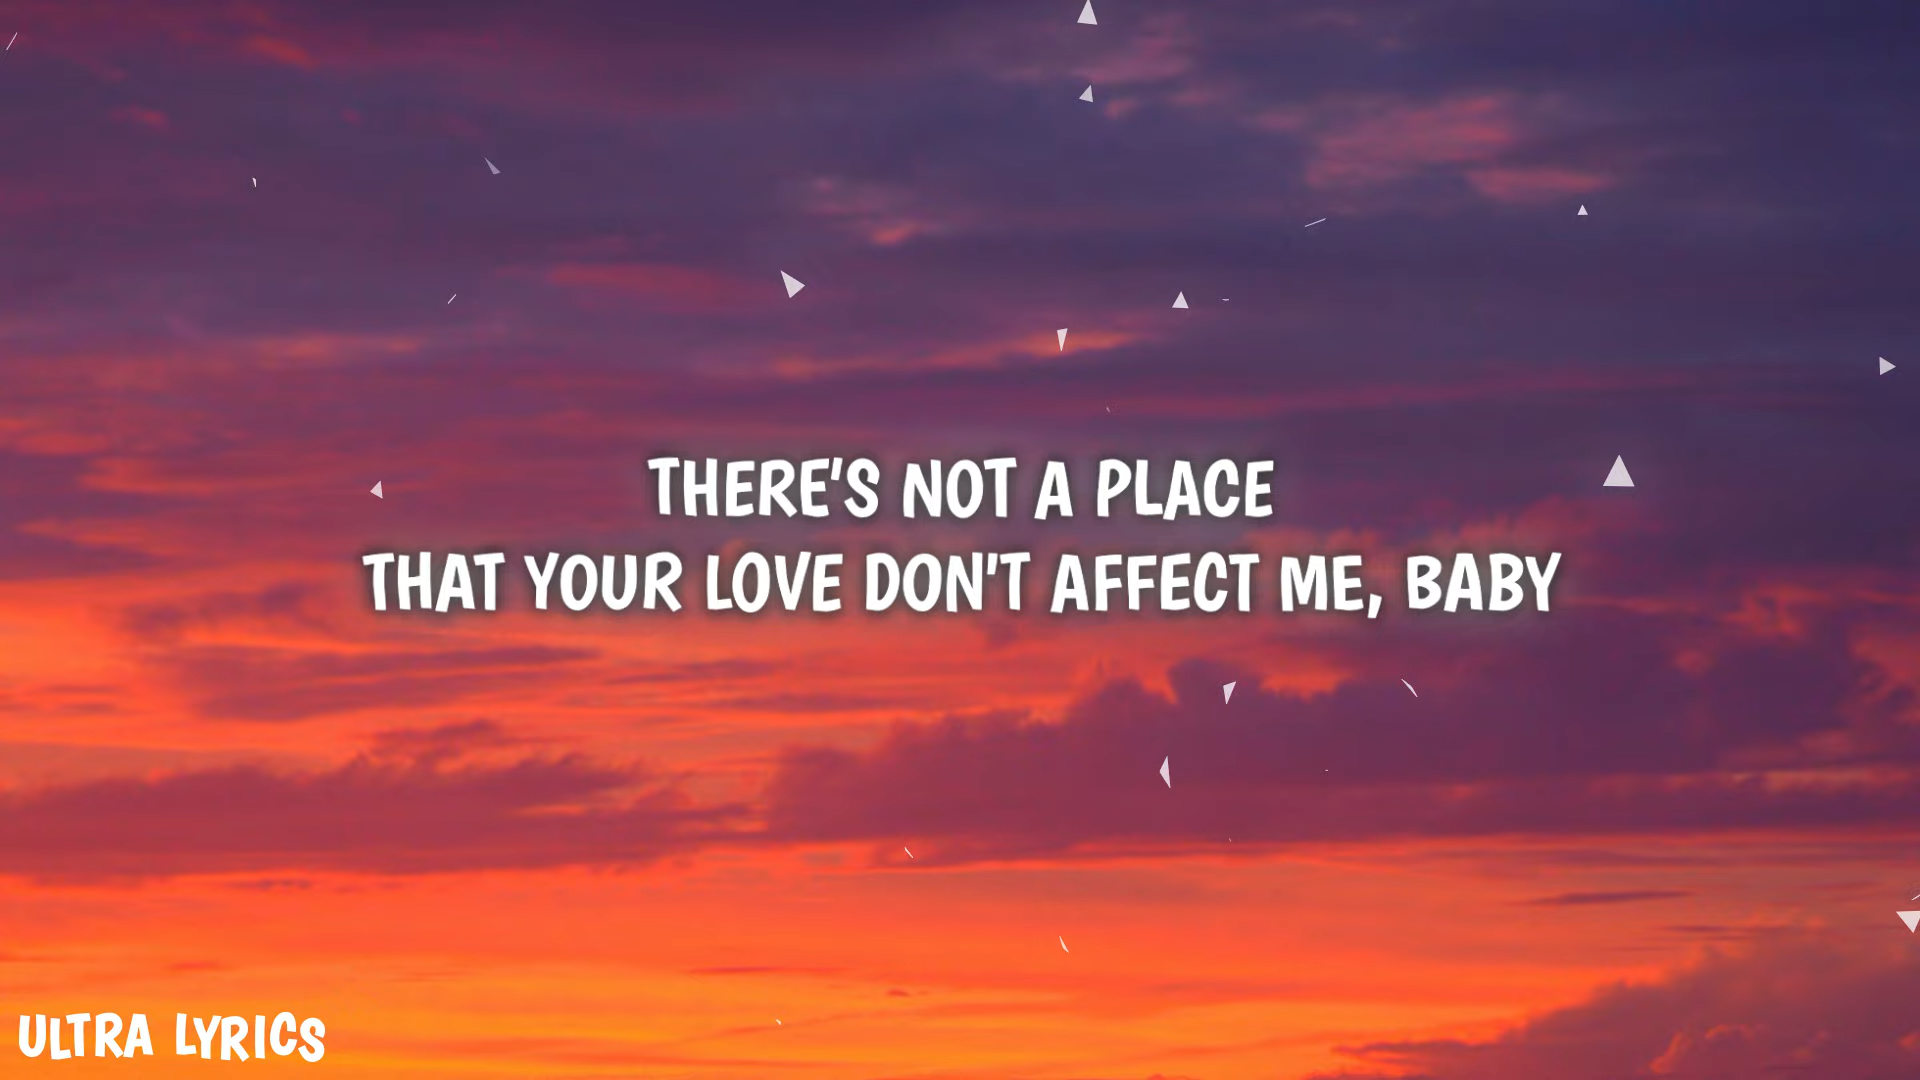 THERE'S NOT A PLACE
THAT YOUR LOVE DON'T AFFECT ME, BABY
ULTRA LYRICS